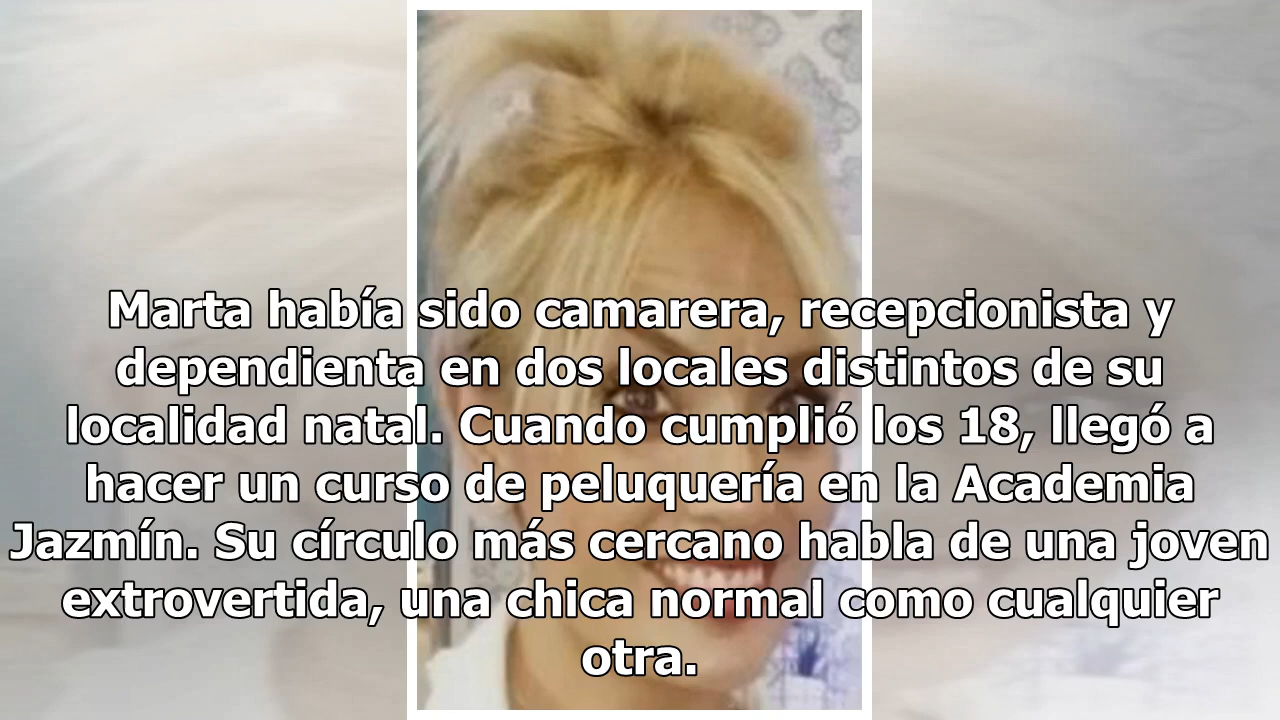 Marta había sido camarera, recepcionista y
dependienta en dos locales distintos de su
localidad natal. Cuando cumplió los 18, llegó a
hacer un curso de peluquería en la Academia
Jazmín. Su círculo más cercano habla de una joven
extrovertida, una chica normal como cualquier
otra.